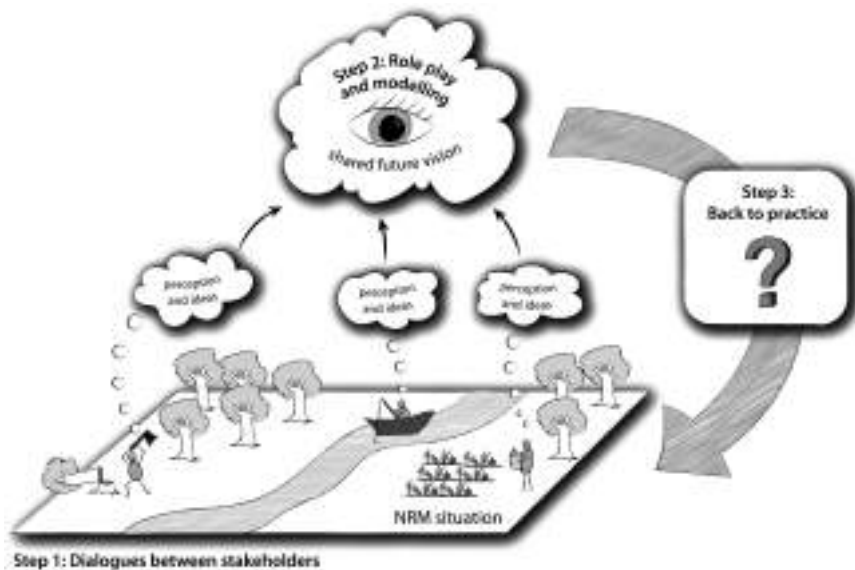 Step 2: Role play
and modelling
shared future vision
Step 3:
Back to practice
?
perception
and ideas
perception
and ideas
perception
and ideas
NRM situation
Step 1: Dialogues between stakeholders